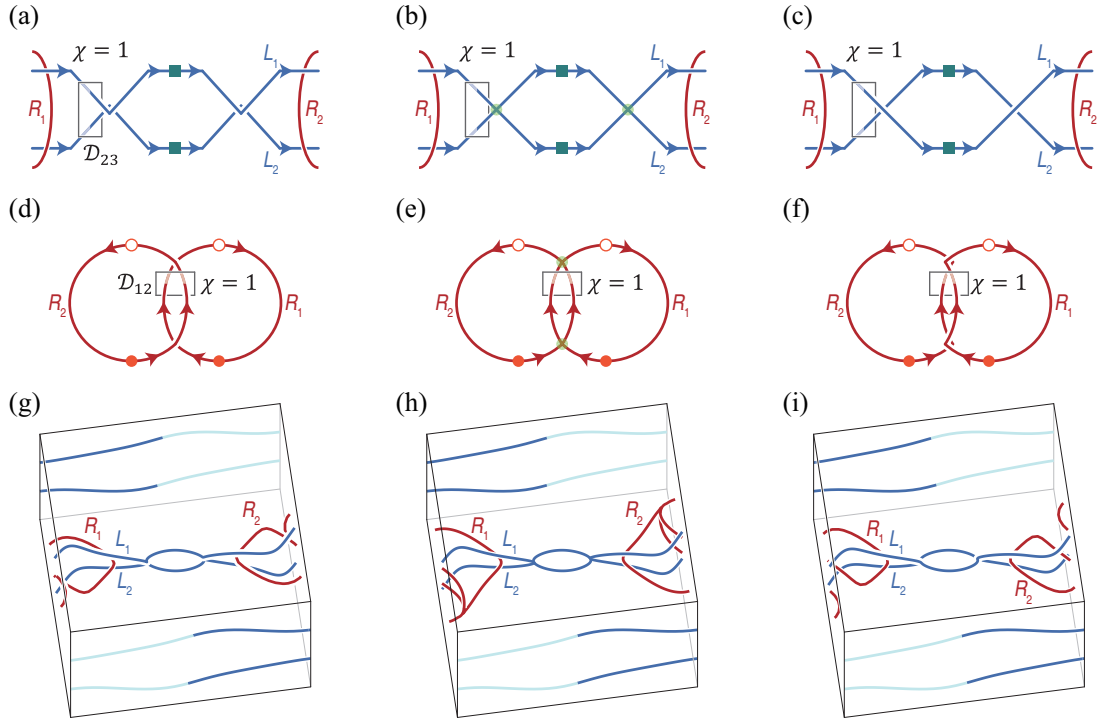 (a)
(b)
(c)
χ = 1
χ = 1
χ = 1
L₁
L₁
L₁
R₁
R₂
R₁
R₂
R₁
R₂
𝒟₂₃
L₂
L₂
L₂
(d)
(e)
(f)
R₂
𝒟₁₂
χ = 1
R₁
R₂
χ = 1
R₁
R₂
χ = 1
R₁
(g)
(h)
(i)
R₁
L₁
R₂
L₂
R₁
L₁
R₂
L₂
R₁
L₁
L₂
R₂